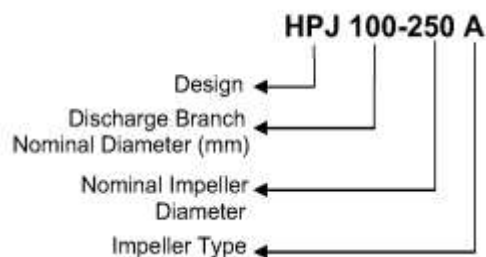 HPJ 100-250 A
Design
Discharge Branch
Nominal Diameter (mm)
Nominal Impeller
Diameter
Impeller Type